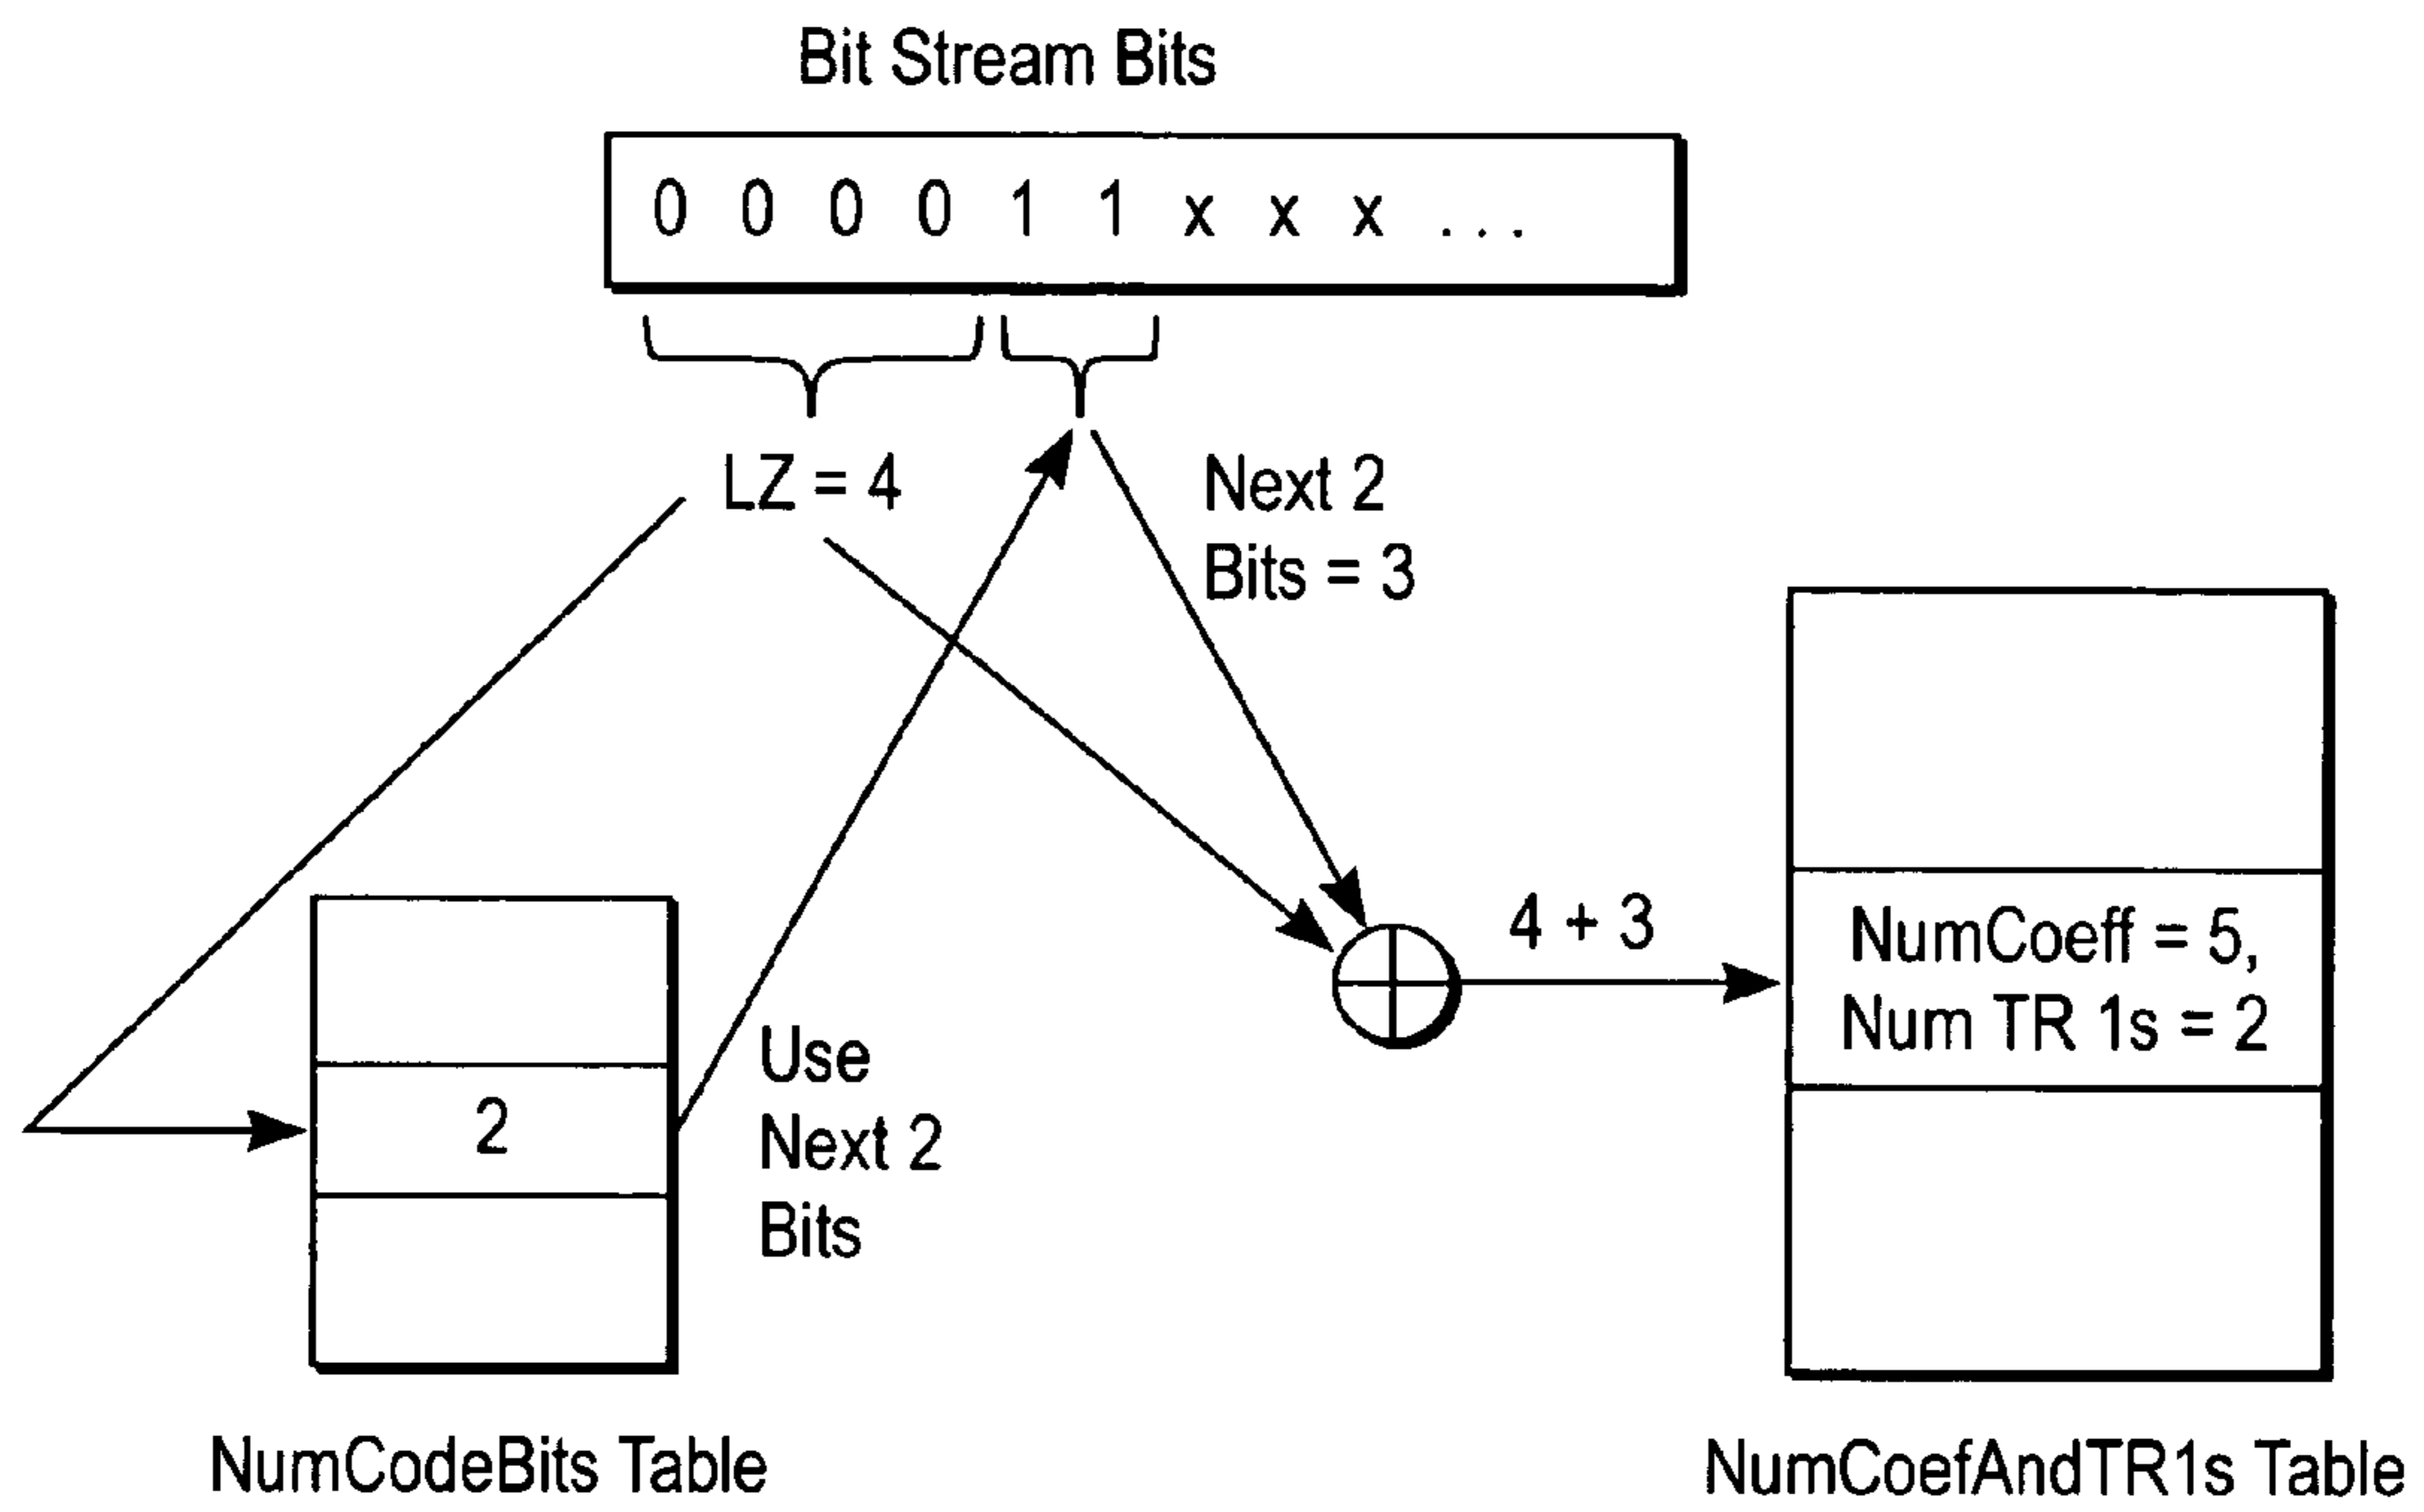 Bit Stream Bits
0 0 0 0 1 1 x x x ...
LZ = 4
Next 2
Bits = 3
4 + 3
NumCoeff = 5,
Num TR 1s = 2
2
Use
Next 2
Bits
NumCodeBits Table
NumCoefAndTR1s Table